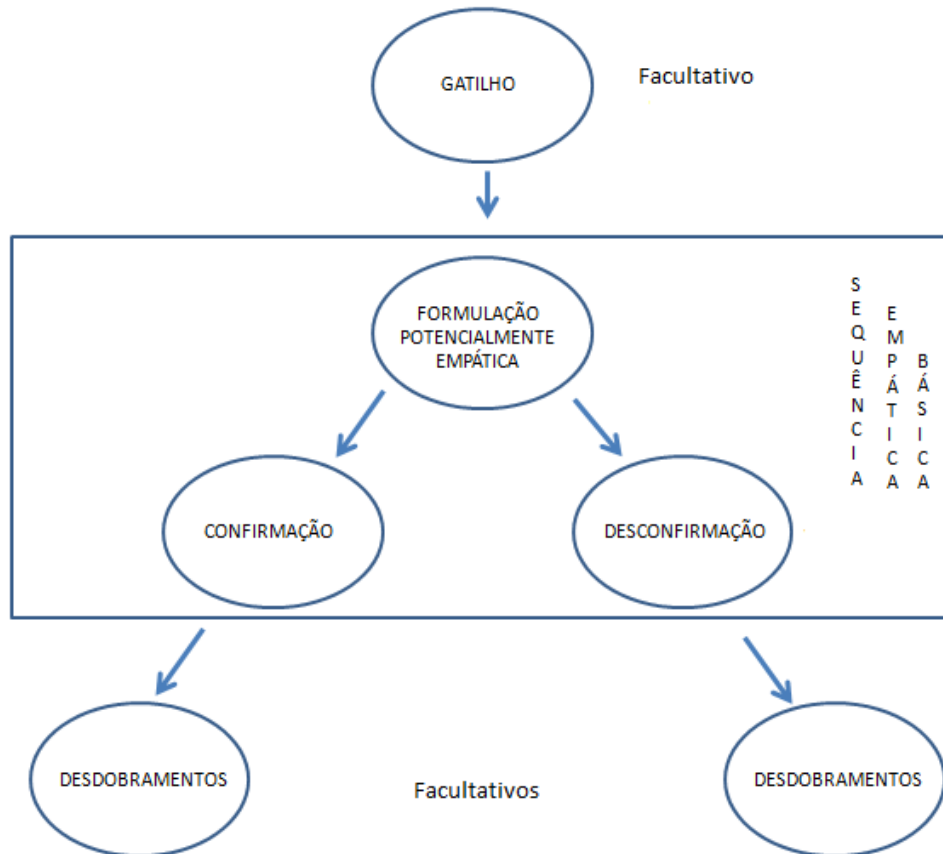 GATILHO
Facultativo
FORMULAÇÃO
POTENCIALMENTE
EMPÁTICA
SEQUÊNCIA
EMPÁTICA
BÁSICA
CONFIRMAÇÃO
DESCONFIRMAÇÃO
DESDOBRAMENTOS
Facultativos
DESDOBRAMENTOS